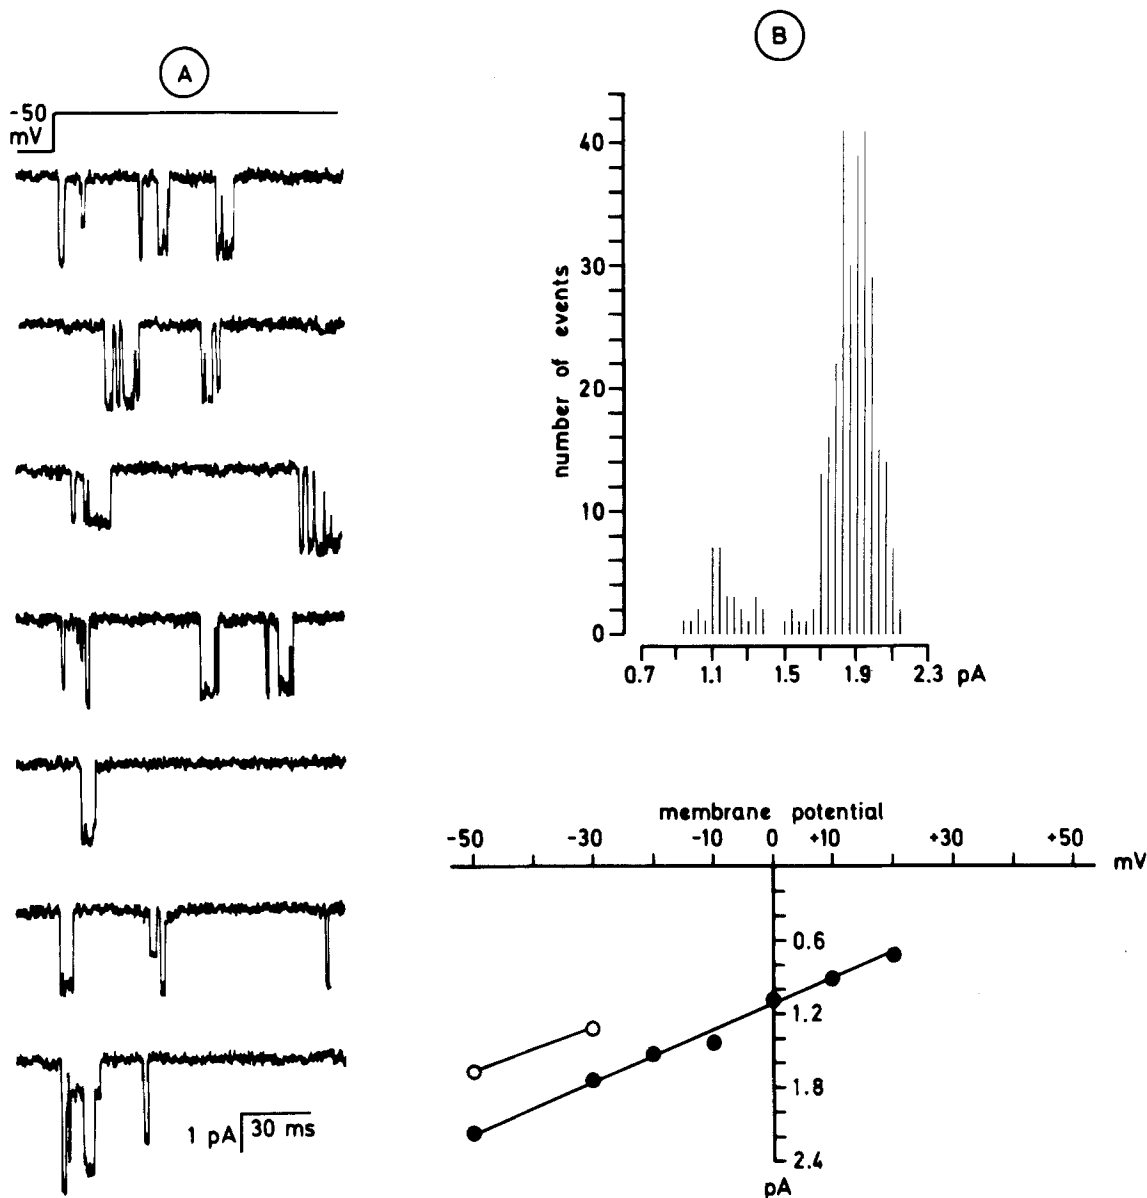 A
-50
mV
1 pA
30 ms
B
number of events
40
30
20
10
0
0.7 1.1 1.5 1.9 2.3 pA
membrane potential
-50 -30 -10 0 +10 +30 +50
mV
0.6
1.2
1.8
2.4
pA